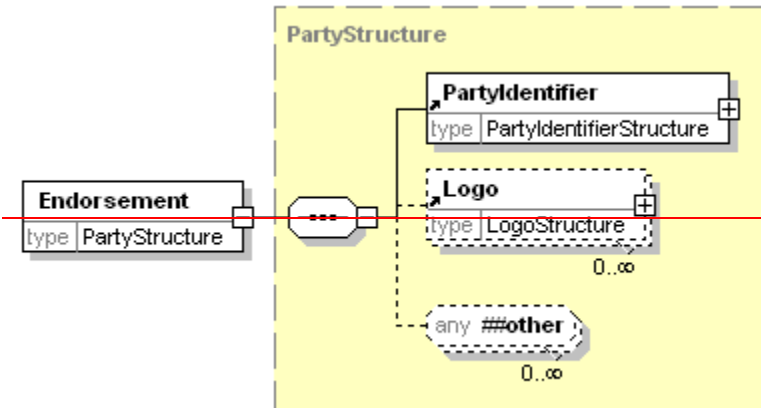 PartyStructure
PartyIdentifier
type PartyIdentifierStructure
Logo
type LogoStructure
0..∞
Endorsement
type PartyStructure
any ##other
0..∞